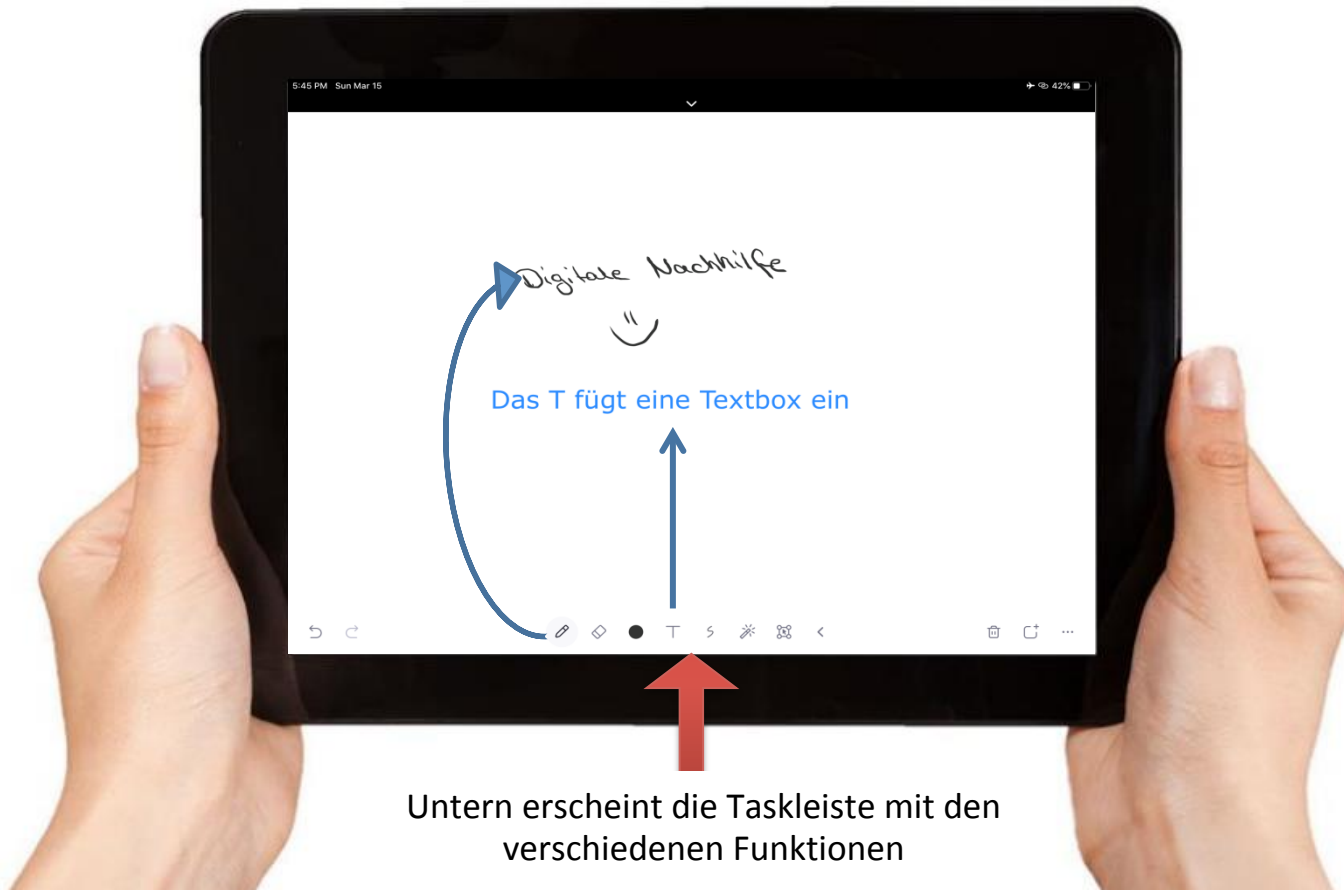 5:45 PM Sun Mar 15
42%
Digitale Nachhilfe
Das T fügt eine Textbox ein
Untern erscheint die Taskleiste mit den
verschiedenen Funktionen